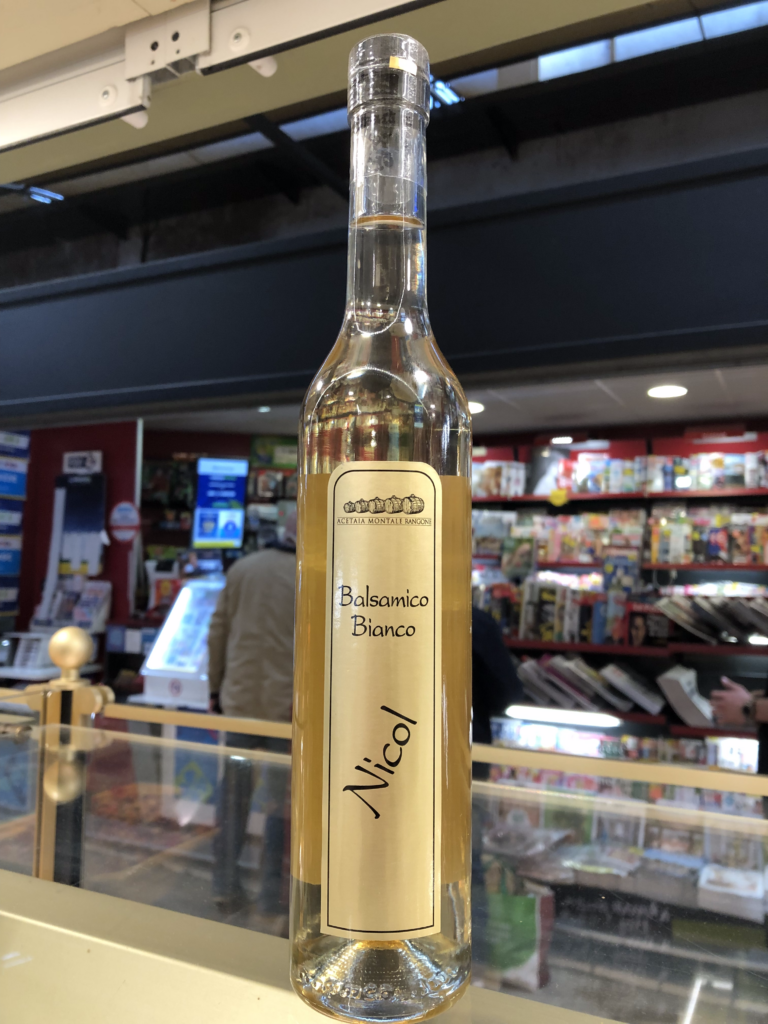 ACETAIA MONTALE RANGONE
Balsamico
Bianco
Nicol